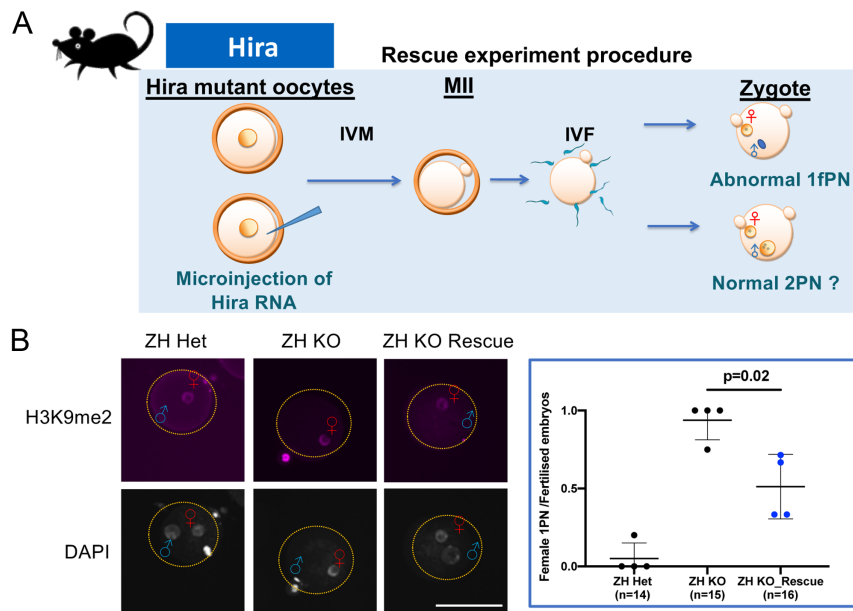 A
Hira
Rescue experiment procedure
Hira mutant oocytes
MII
Zygote
IVM
IVF
♀
♂
Abnormal 1fPN
♀
♂
Microinjection of
Hira RNA
Normal 2PN ?
B
ZH Het
ZH KO
ZH KO Rescue
H3K9me2
♀
♂
♀
♀
♂
DAPI
♀
♂
♂
♀
♀
♂
p=0.02
Female 1PN /Fertilised embryos
1.0
0.5
0.0
ZH Het
(n=14)
ZH KO
(n=15)
ZH KO_Rescue
(n=16)